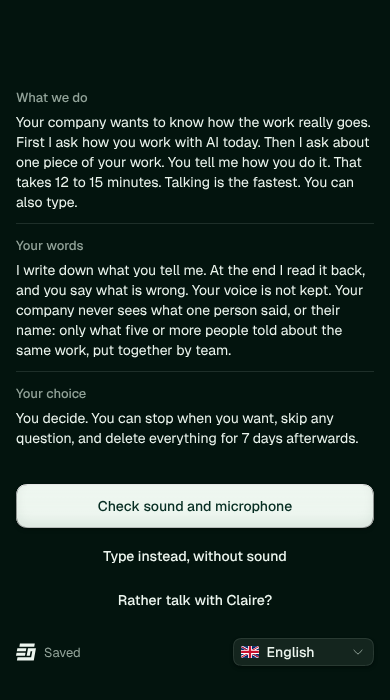 What we do
Your company wants to know how the work really goes.
First I ask how you work with AI today. Then I ask about
one piece of your work. You tell me how you do it. That
takes 12 to 15 minutes. Talking is the fastest. You can
also type.
Your words
I write down what you tell me. At the end I read it back,
and you say what is wrong. Your voice is not kept. Your
company never sees what one person said, or their
name: only what five or more people told about the
same work, put together by team.
Your choice
You decide. You can stop when you want, skip any
question, and delete everything for 7 days afterwards.
Check sound and microphone
Type instead, without sound
Rather talk with Claire?
Saved
English